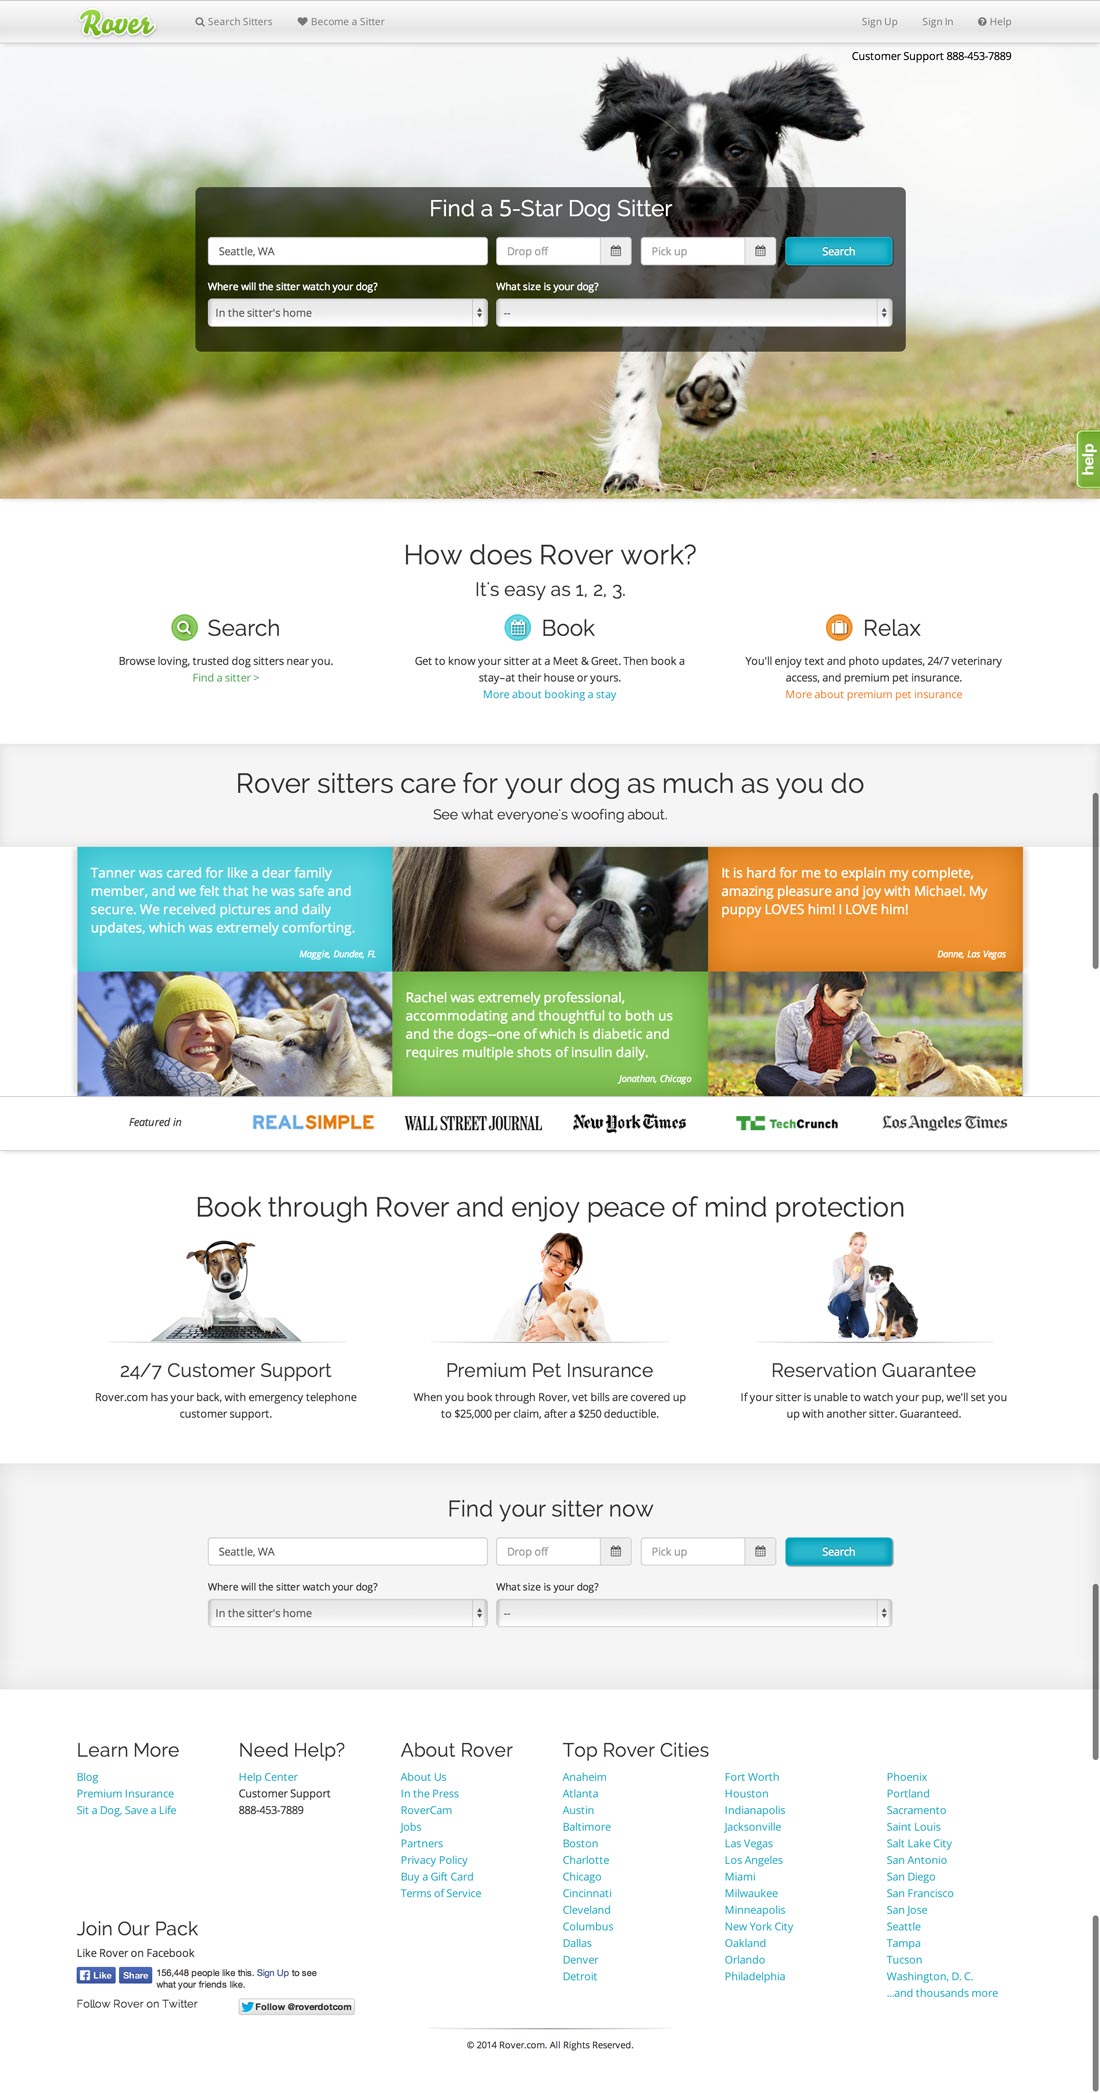 Rover
Search Sitters
Become a Sitter
Sign Up
Sign In
Help
Customer Support 888-453-7889
Find a 5-Star Dog Sitter
Seattle, WA
Drop off
Pick up
Search
Where will the sitter watch your dog?
What size is your dog?
In the sitter's home
--
help
How does Rover work?
It's easy as 1, 2, 3.
Search
Browse loving, trusted dog sitters near you.
Find a sitter >
Book
Get to know your sitter at a Meet & Greet. Then book a
stay–at their house or yours.
More about booking a stay
Relax
You'll enjoy text and photo updates, 24/7 veterinary
access, and premium pet insurance.
More about premium pet insurance
Rover sitters care for your dog as much as you do
See what everyone's woofing about.
Tanner was cared for like a dear family
member, and we felt that he was safe and
secure. We received pictures and daily
updates, which was extremely comforting.
Maggie, Dundee, FL
It is hard for me to explain my complete,
amazing pleasure and joy with Michael. My
puppy LOVES him! I LOVE him!
Danne, Las Vegas
Rachel was extremely professional,
accommodating and thoughtful to both us
and the dogs--one of which is diabetic and
requires multiple shots of insulin daily.
Jonathan, Chicago
Featured in
REALSIMPLE
WALL STREET JOURNAL
New York Times
TC TechCrunch
Los Angeles Times
Book through Rover and enjoy peace of mind protection
24/7 Customer Support
Rover.com has your back, with emergency telephone
customer support.
Premium Pet Insurance
When you book through Rover, vet bills are covered up
to $25,000 per claim, after a $250 deductible.
Reservation Guarantee
If your sitter is unable to watch your pup, we'll set you
up with another sitter. Guaranteed.
Find your sitter now
Seattle, WA
Drop off
Pick up
Search
Where will the sitter watch your dog?
What size is your dog?
In the sitter's home
--
Learn More
Blog
Premium Insurance
Sit a Dog, Save a Life
Need Help?
Help Center
Customer Support
888-453-7889
About Rover
About Us
In the Press
RoverCam
Jobs
Partners
Privacy Policy
Buy a Gift Card
Terms of Service
Top Rover Cities
Anaheim
Atlanta
Austin
Baltimore
Boston
Charlotte
Chicago
Cincinnati
Cleveland
Columbus
Dallas
Denver
Detroit
Fort Worth
Houston
Indianapolis
Jacksonville
Las Vegas
Los Angeles
Miami
Milwaukee
Minneapolis
New York City
Oakland
Orlando
Philadelphia
Phoenix
Portland
Sacramento
Saint Louis
Salt Lake City
San Antonio
San Diego
San Francisco
San Jose
Seattle
Tampa
Tucson
Washington, D. C.
...and thousands more
Join Our Pack
Like Rover on Facebook
Like
Share
156,448 people like this. Sign Up to see
what your friends like.
Follow Rover on Twitter
Follow @roverdotcom
© 2014 Rover.com. All Rights Reserved.